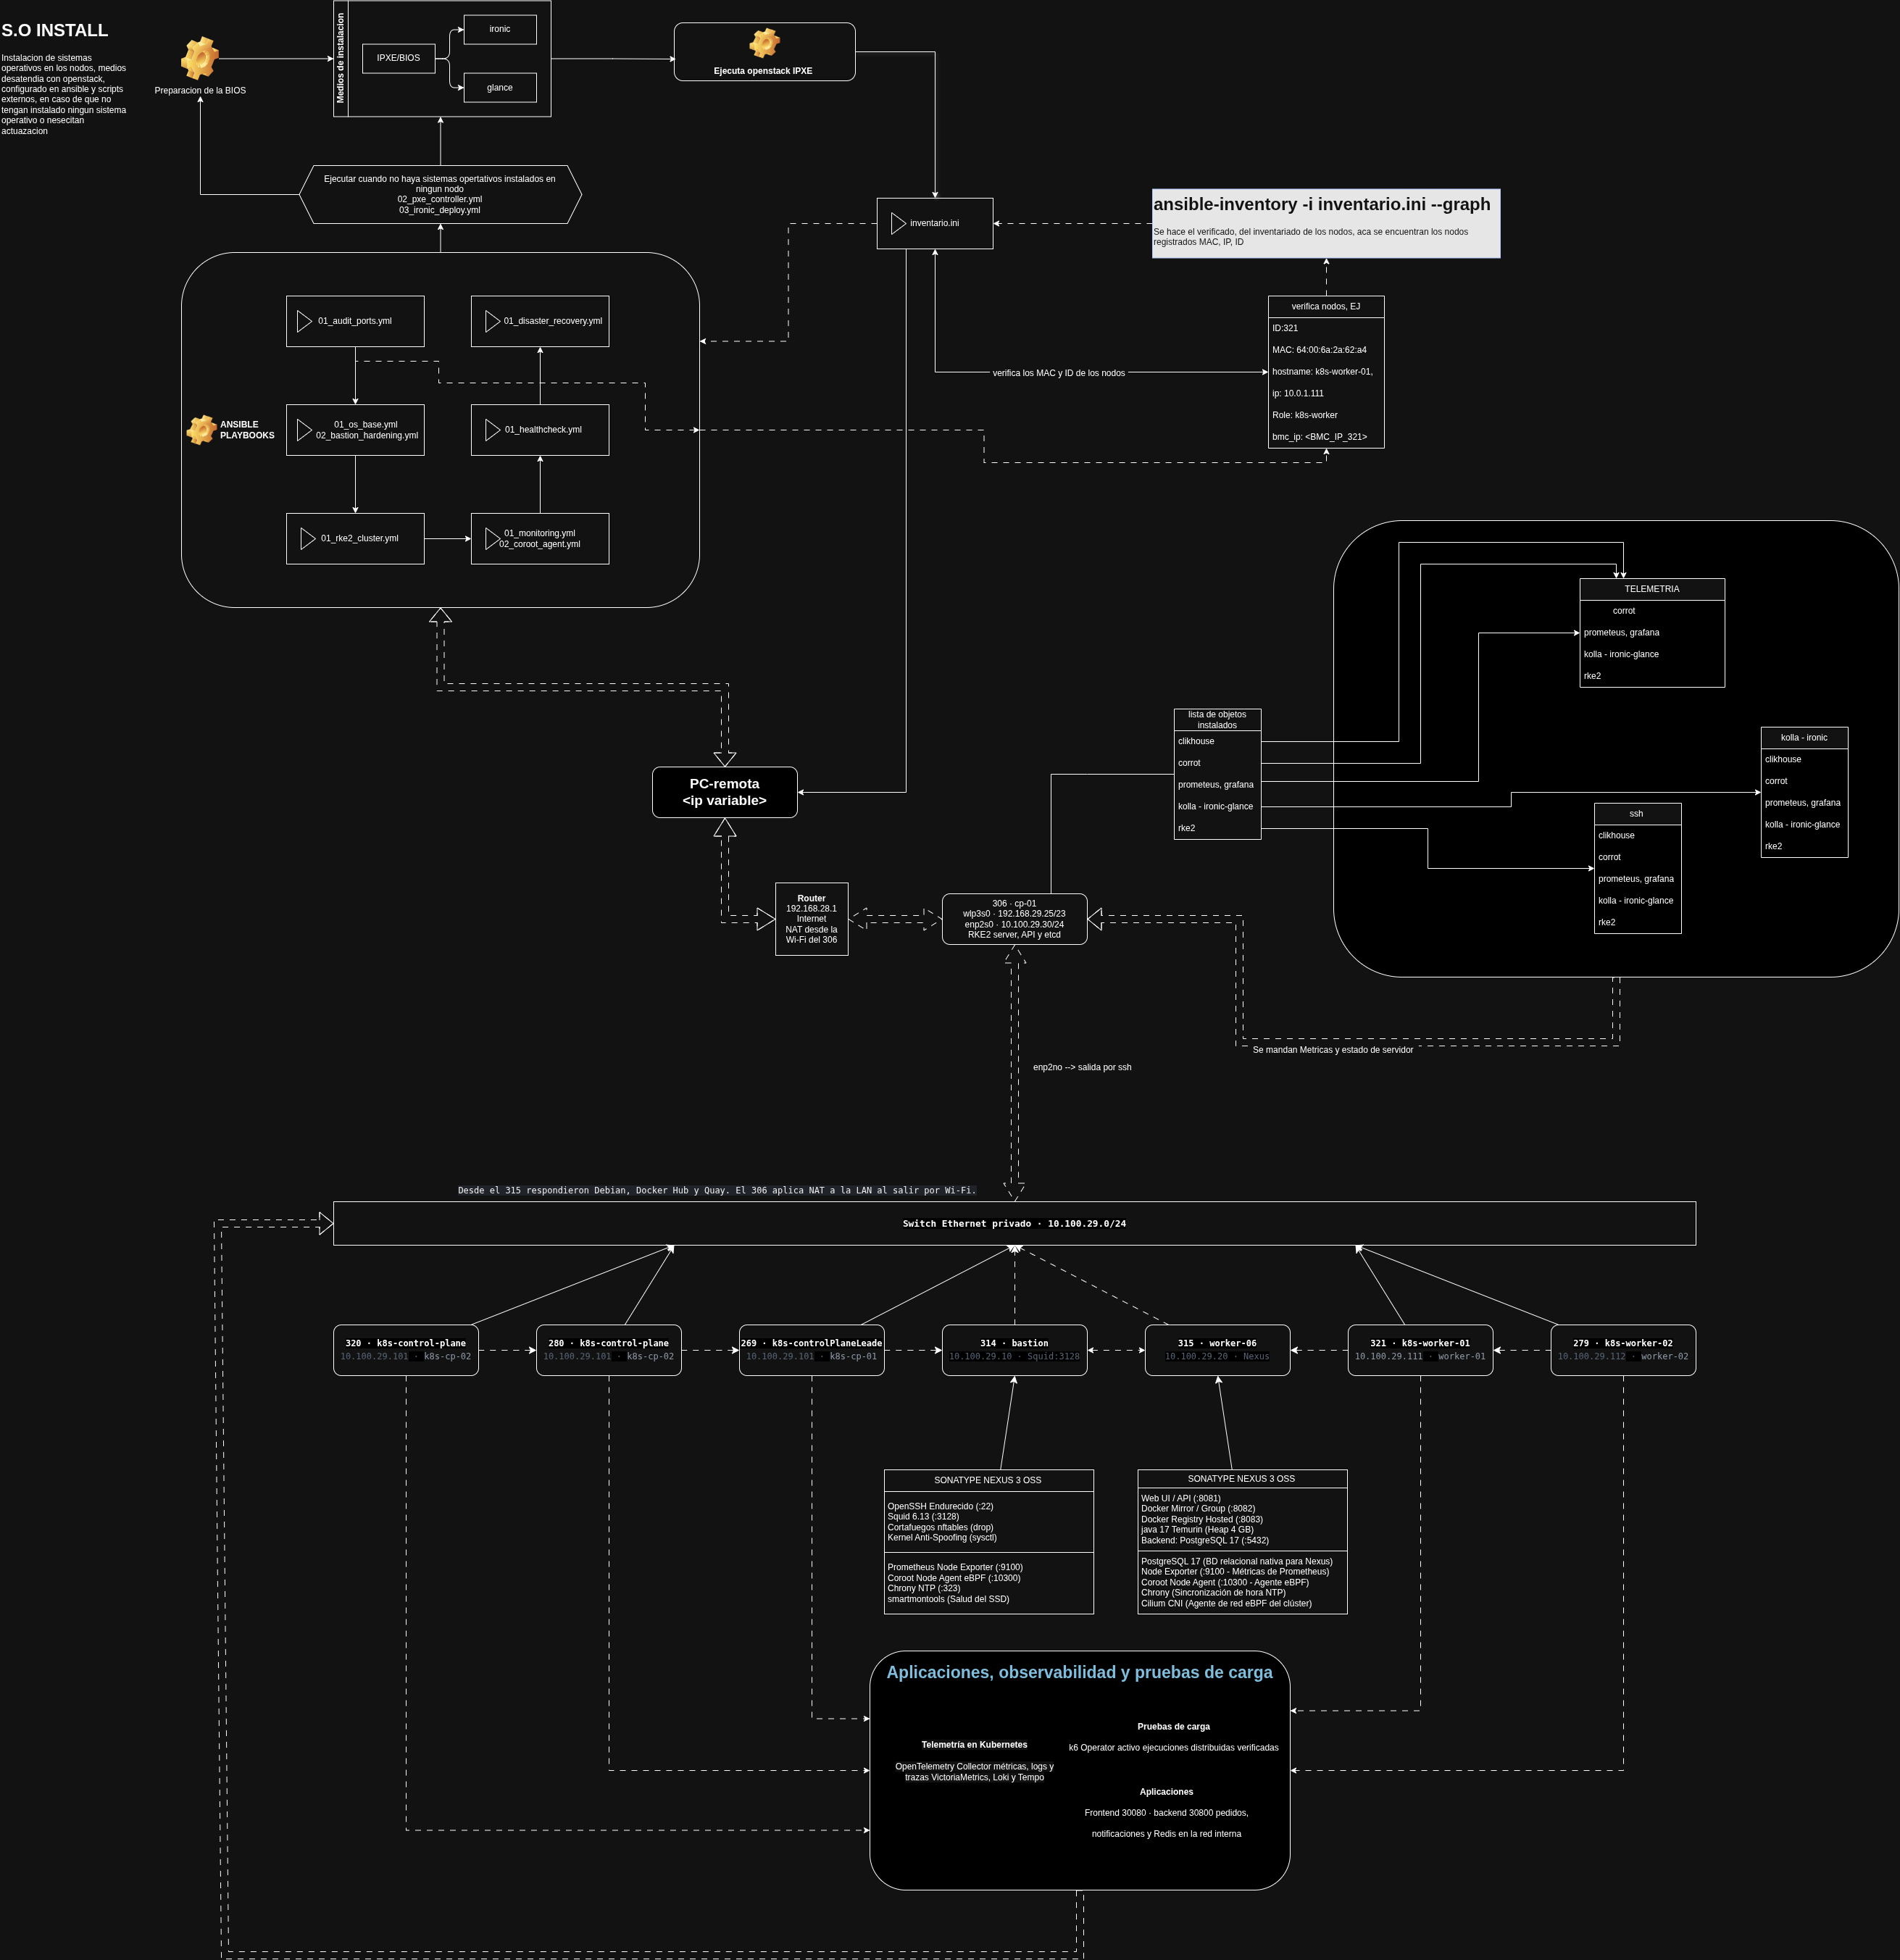 S.O INSTALL
Instalacion de sistemas
operativos en los nodos, medios
desatendia con openstack,
configurado en ansible y scripts
externos, en caso de que no
tengan instalado ningun sistema
operativo o nesecitan
actuazacion
Preparacion de la BIOS
Medios de instalacion
IPXE/BIOS
ironic
glance
Ejecuta openstack IPXE
Ejecutar cuando no haya sistemas opertativos instalados en
ningun nodo
02_pxe_controller.yml
03_ironic_deploy.yml
inventario.ini
ansible-inventory -i inventario.ini --graph
Se hace el verificado, del inventariado de los nodos, aca se encuentran los nodos
registrados MAC, IP, ID
verifica nodos, EJ
ID:321
MAC: 64:00:6a:2a:62:a4
hostname: k8s-worker-01,
ip: 10.0.1.111
Role: k8s-worker
bmc_ip: <BMC_IP_321>
verifica los MAC y ID de los nodos
ANSIBLE
PLAYBOOKS
01_audit_ports.yml
01_disaster_recovery.yml
01_os_base.yml
02_bastion_hardening.yml
01_healthcheck.yml
01_rke2_cluster.yml
01_monitoring.yml
02_coroot_agent.yml
TELEMETRIA
corrot
prometeus, grafana
kolla - ironic-glance
rke2
lista de objetos
instalados
clikhouse
corrot
prometeus, grafana
kolla - ironic-glance
rke2
kolla - ironic
clikhouse
corrot
prometeus, grafana
kolla - ironic-glance
rke2
ssh
clikhouse
corrot
prometeus, grafana
kolla - ironic-glance
rke2
PC-remota
<ip variable>
Router
192.168.28.1
Internet
NAT desde la
Wi-Fi del 306
306 · cp-01
wlp3s0 · 192.168.29.25/23
enp2s0 · 10.100.29.30/24
RKE2 server, API y etcd
Se mandan Metricas y estado de servidor
enp2no --> salida por ssh
Desde el 315 respondieron Debian, Docker Hub y Quay. El 306 aplica NAT a la LAN al salir por Wi-Fi.
Switch Ethernet privado · 10.100.29.0/24
320 · k8s-control-plane
10.100.29.101 · k8s-cp-02
280 · k8s-control-plane
10.100.29.101 · k8s-cp-02
269 · k8s-controlPlaneLeade
10.100.29.101 · k8s-cp-01
314 · bastion
10.100.29.10 · Squid:3128
315 · worker-06
10.100.29.20 · Nexus
321 · k8s-worker-01
10.100.29.111 · worker-01
279 · k8s-worker-02
10.100.29.112 · worker-02
SONATYPE NEXUS 3 OSS
OpenSSH Endurecido (:22)
Squid 6.13 (:3128)
Cortafuegos nftables (drop)
Kernel Anti-Spoofing (sysctl)
Prometheus Node Exporter (:9100)
Coroot Node Agent eBPF (:10300)
Chrony NTP (:323)
smartmontools (Salud del SSD)
SONATYPE NEXUS 3 OSS
Web UI / API (:8081)
Docker Mirror / Group (:8082)
Docker Registry Hosted (:8083)
java 17 Temurin (Heap 4 GB)
Backend: PostgreSQL 17 (:5432)
PostgreSQL 17 (BD relacional nativa para Nexus)
Node Exporter (:9100 - Métricas de Prometheus)
Coroot Node Agent (:10300 - Agente eBPF)
Chrony (Sincronización de hora NTP)
Cilium CNI (Agente de red eBPF del clúster)
Aplicaciones, observabilidad y pruebas de carga
Telemetría en Kubernetes
OpenTelemetry Collector métricas, logs y
trazas VictoriaMetrics, Loki y Tempo
Pruebas de carga
k6 Operator activo ejecuciones distribuidas verificadas
Aplicaciones
Frontend 30080 · backend 30800 pedidos,
notificaciones y Redis en la red interna